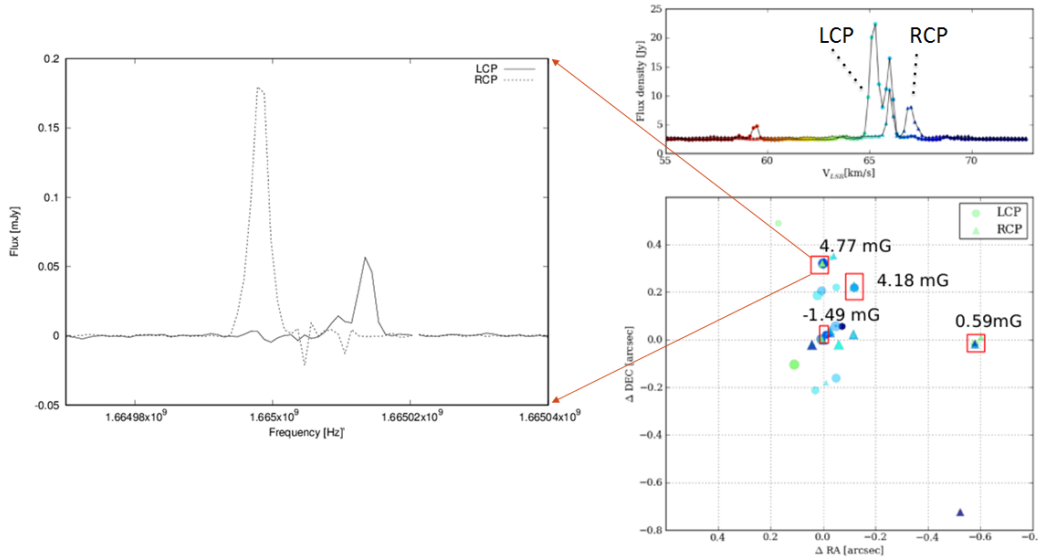 LCP
RCP
0.2
0.15
0.1
0.05
0
-0.05
Flux [mJy]
1.66498x10⁹
1.665x10⁹
1.66502x10⁹
1.66504x10⁹
Frequency [Hz]'
LCP
RCP
25
20
15
10
5
0
Flux density [Jy]
55
60
65
70
V_LSR[km/s]
LCP
RCP
4.77 mG
4.18 mG
-1.49 mG
0.59mG
0.4
0.2
0.0
−0.2
−0.4
−0.6
−0.8
Δ DEC [arcsec]
0.4
0.2
0.0
−0.2
−0.4
−0.6
−0.
Δ RA [arcsec]